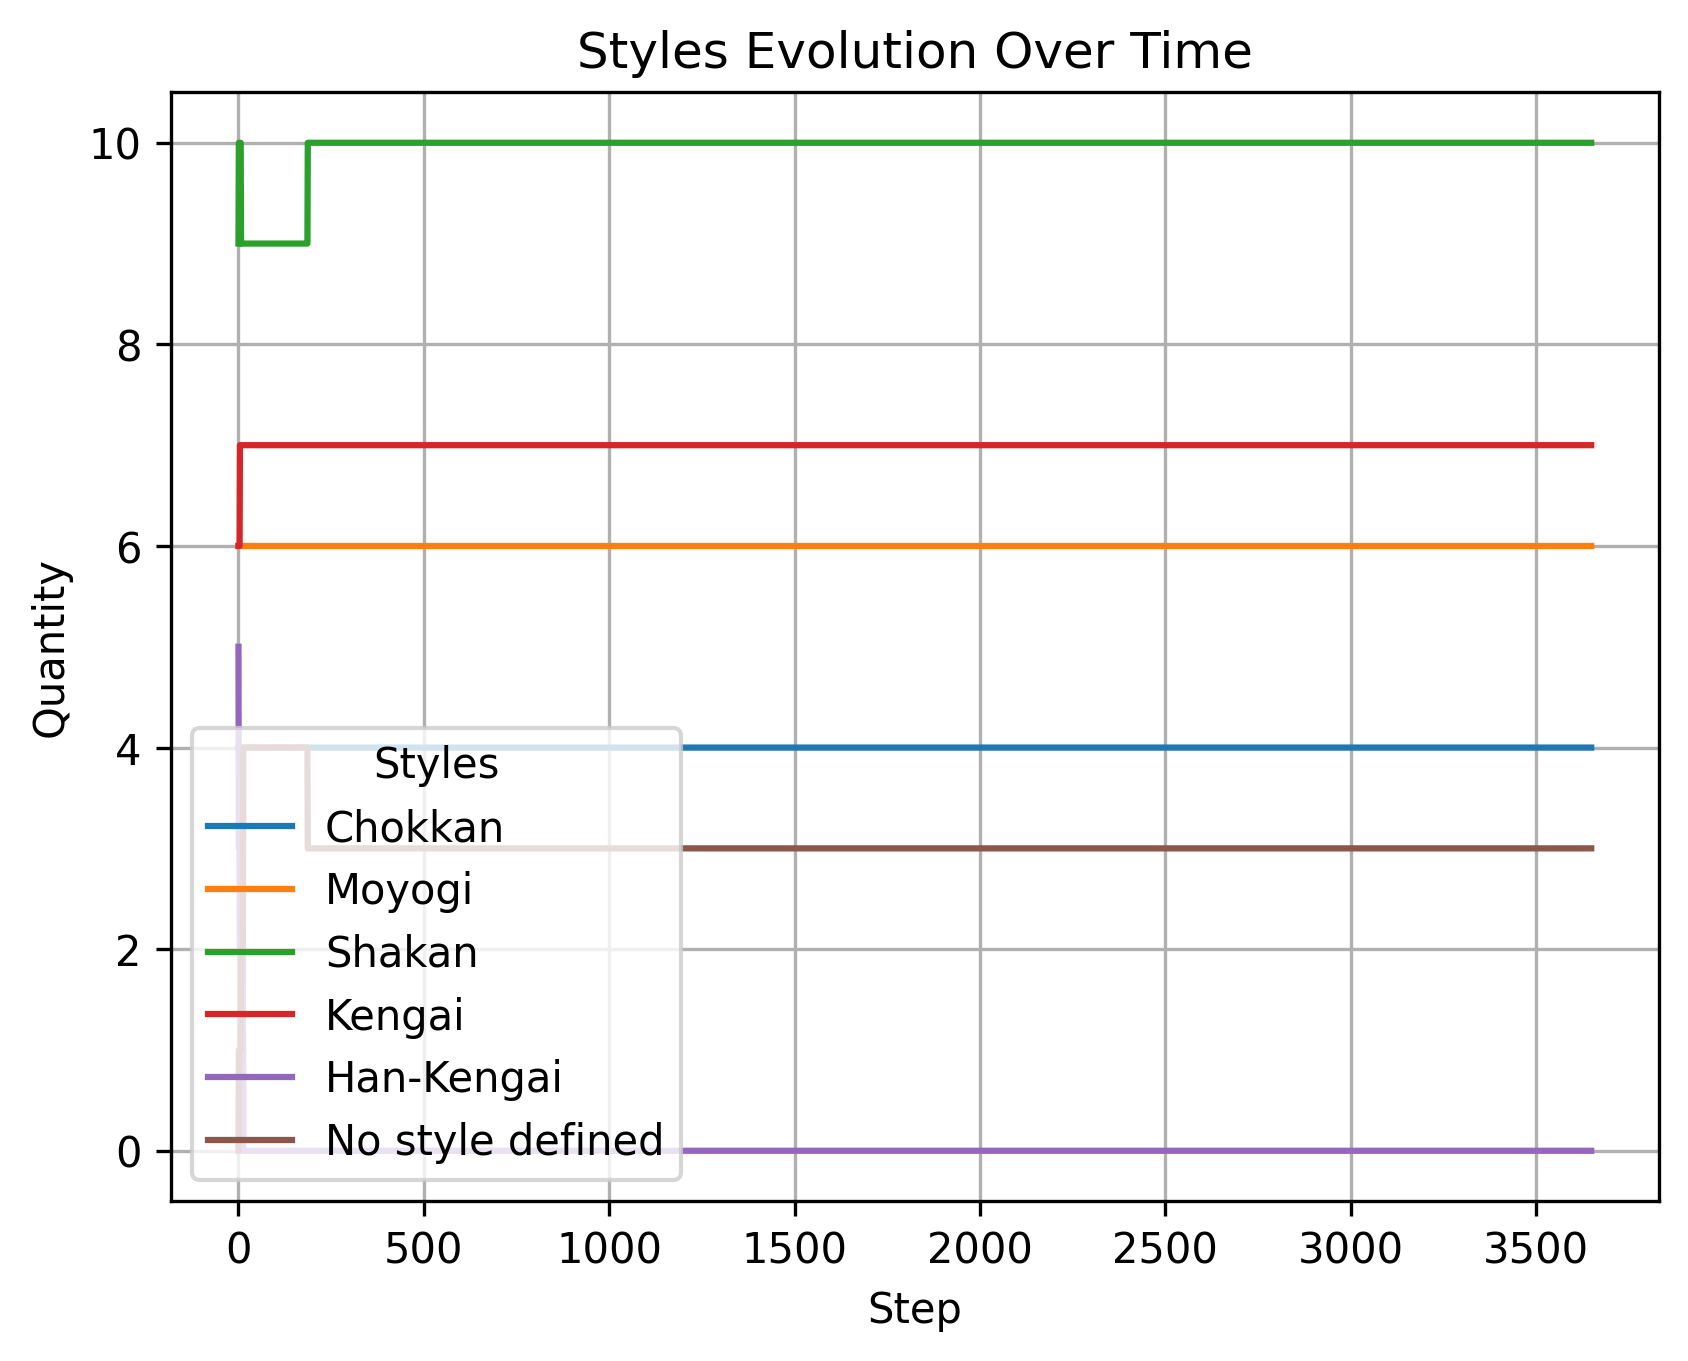 Styles Evolution Over Time
Quantity
10
8
6
4
2
0
Styles
Chokkan
Moyogi
Shakan
Kengai
Han-Kengai
No style defined
0 500 1000 1500 2000 2500 3000 3500
Step